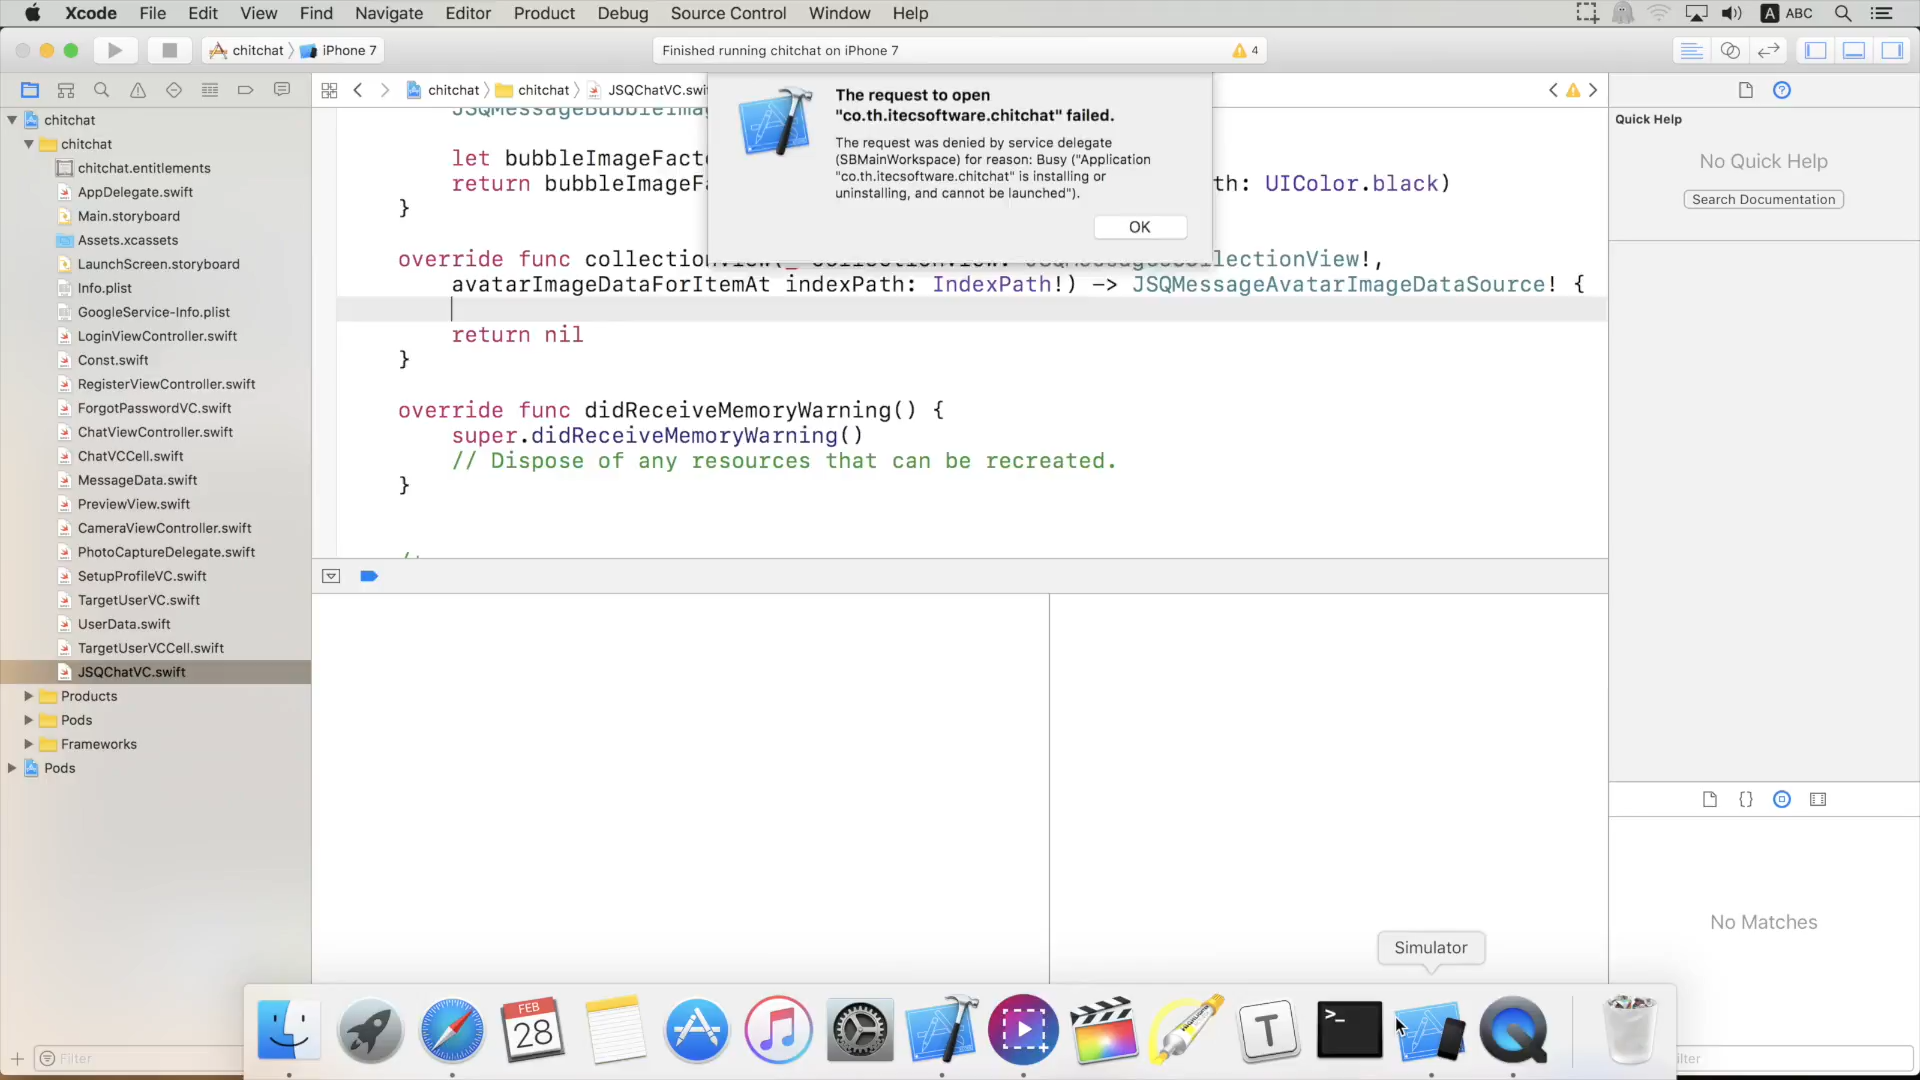 Xcode File Edit View Find Navigate Editor Product Debug Source Control Window Help
A ABC
chitchat iPhone 7
Finished running chitchat on iPhone 7
4
chitchat chitchat
Quick Help
No Quick Help
Search Documentation
chitchat
chitchat
chitchat.entitlements
AppDelegate.swift
Main.storyboard
Assets.xcassets
LaunchScreen.storyboard
Info.plist
GoogleService-Info.plist
LoginViewController.swift
Const.swift
RegisterViewController.swift
ForgotPasswordVC.swift
ChatViewController.swift
ChatVCCell.swift
MessageData.swift
PreviewView.swift
CameraViewController.swift
PhotoCaptureDelegate.swift
SetupProfileVC.swift
TargetUserVC.swift
UserData.swift
TargetUserVCCell.swift
JSQChatVC.swift
Products
Pods
Frameworks
Pods
Filter
The request to open
"co.th.itecsoftware.chitchat" failed.
The request was denied by service delegate
(SBMainWorkspace) for reason: Busy ("Application
"co.th.itecsoftware.chitchat" is installing or
uninstalling, and cannot be launched").
OK
let bubbleImageFact
return bubbleImageF th: UIColor.black)
}
override func collection
avatarImageDataForItemAt indexPath: IndexPath!) -> JSQMessageAvatarImageDataSource! {
return nil
}
override func didReceiveMemoryWarning() {
super.didReceiveMemoryWarning()
// Dispose of any resources that can be recreated.
}
No Matches
Simulator
FEB
28
T
>_